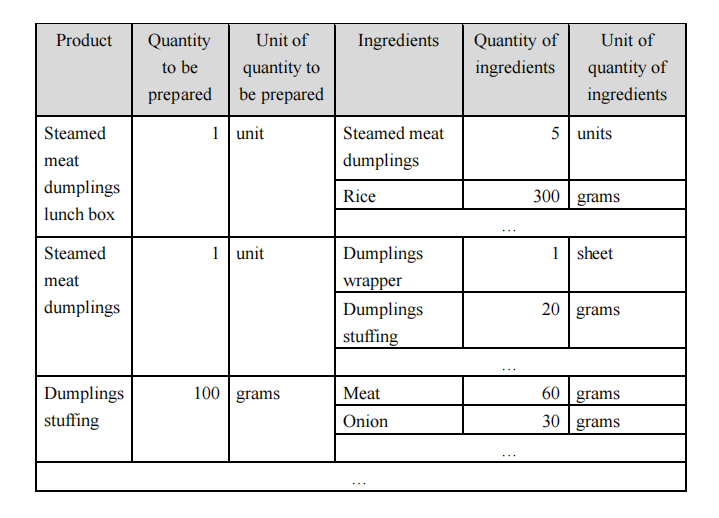 Product Quantity to be prepared Unit of quantity to be prepared Ingredients Quantity of ingredients Unit of quantity of ingredients
Steamed meat dumplings lunch box 1 unit Steamed meat dumplings 5 units
Rice 300 grams
...
Steamed meat dumplings 1 unit Dumplings wrapper 1 sheet
Dumplings stuffing 20 grams
...
Dumplings stuffing 100 grams Meat 60 grams
Onion 30 grams
...
...